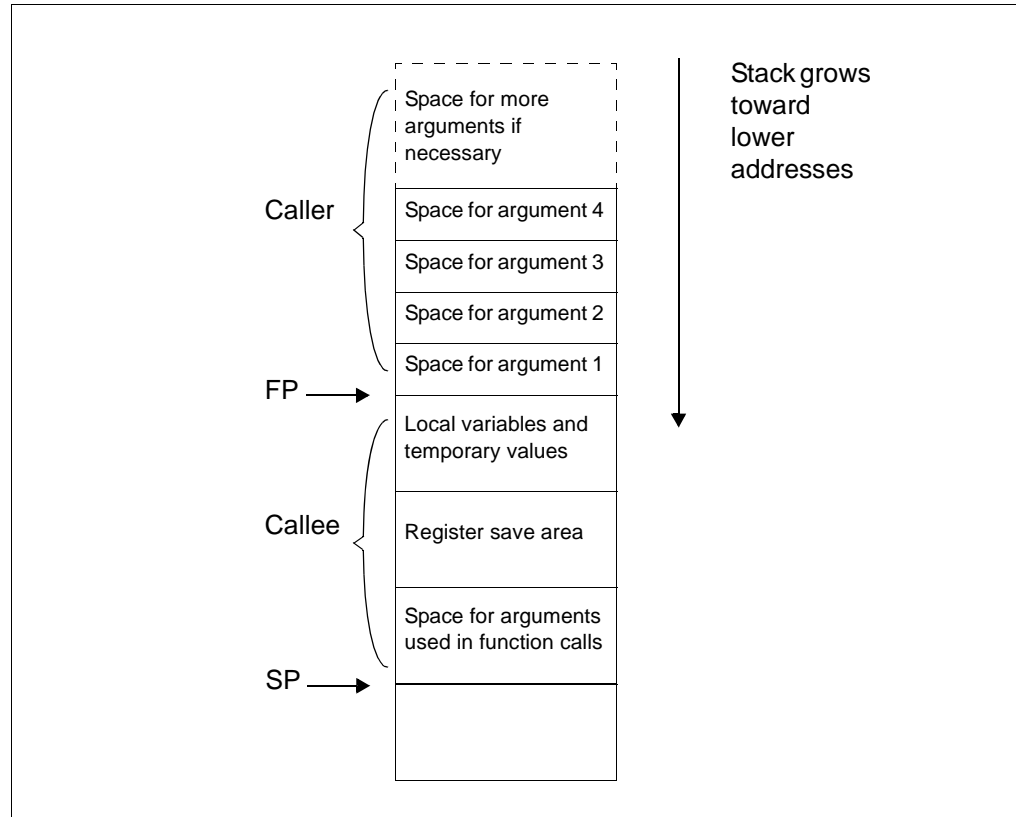 Stack grows
toward
lower
addresses
Space for more
arguments if
necessary
Caller
Space for argument 4
Space for argument 3
Space for argument 2
Space for argument 1
FP
Local variables and
temporary values
Callee
Register save area
Space for arguments
used in function calls
SP